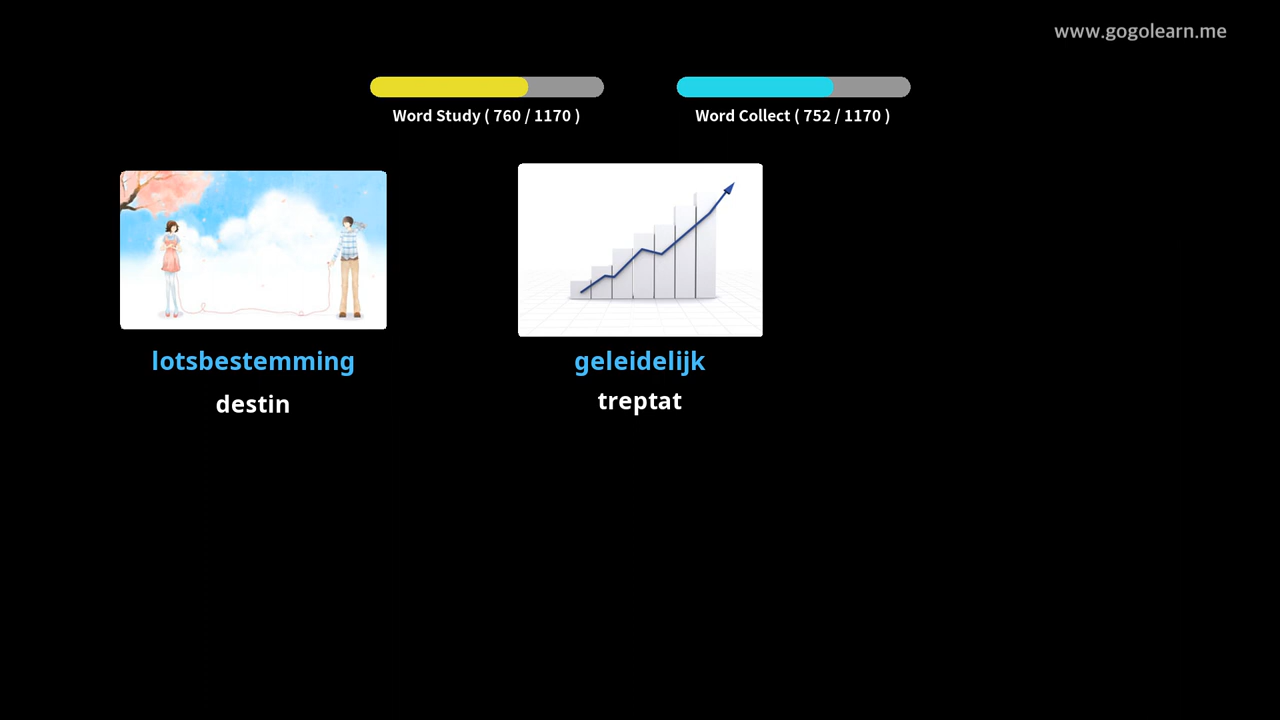 www.gogolearn.me
Word Study ( 760 / 1170 )
Word Collect ( 752 / 1170 )
lotsbestemming
destin
geleidelijk
treptat